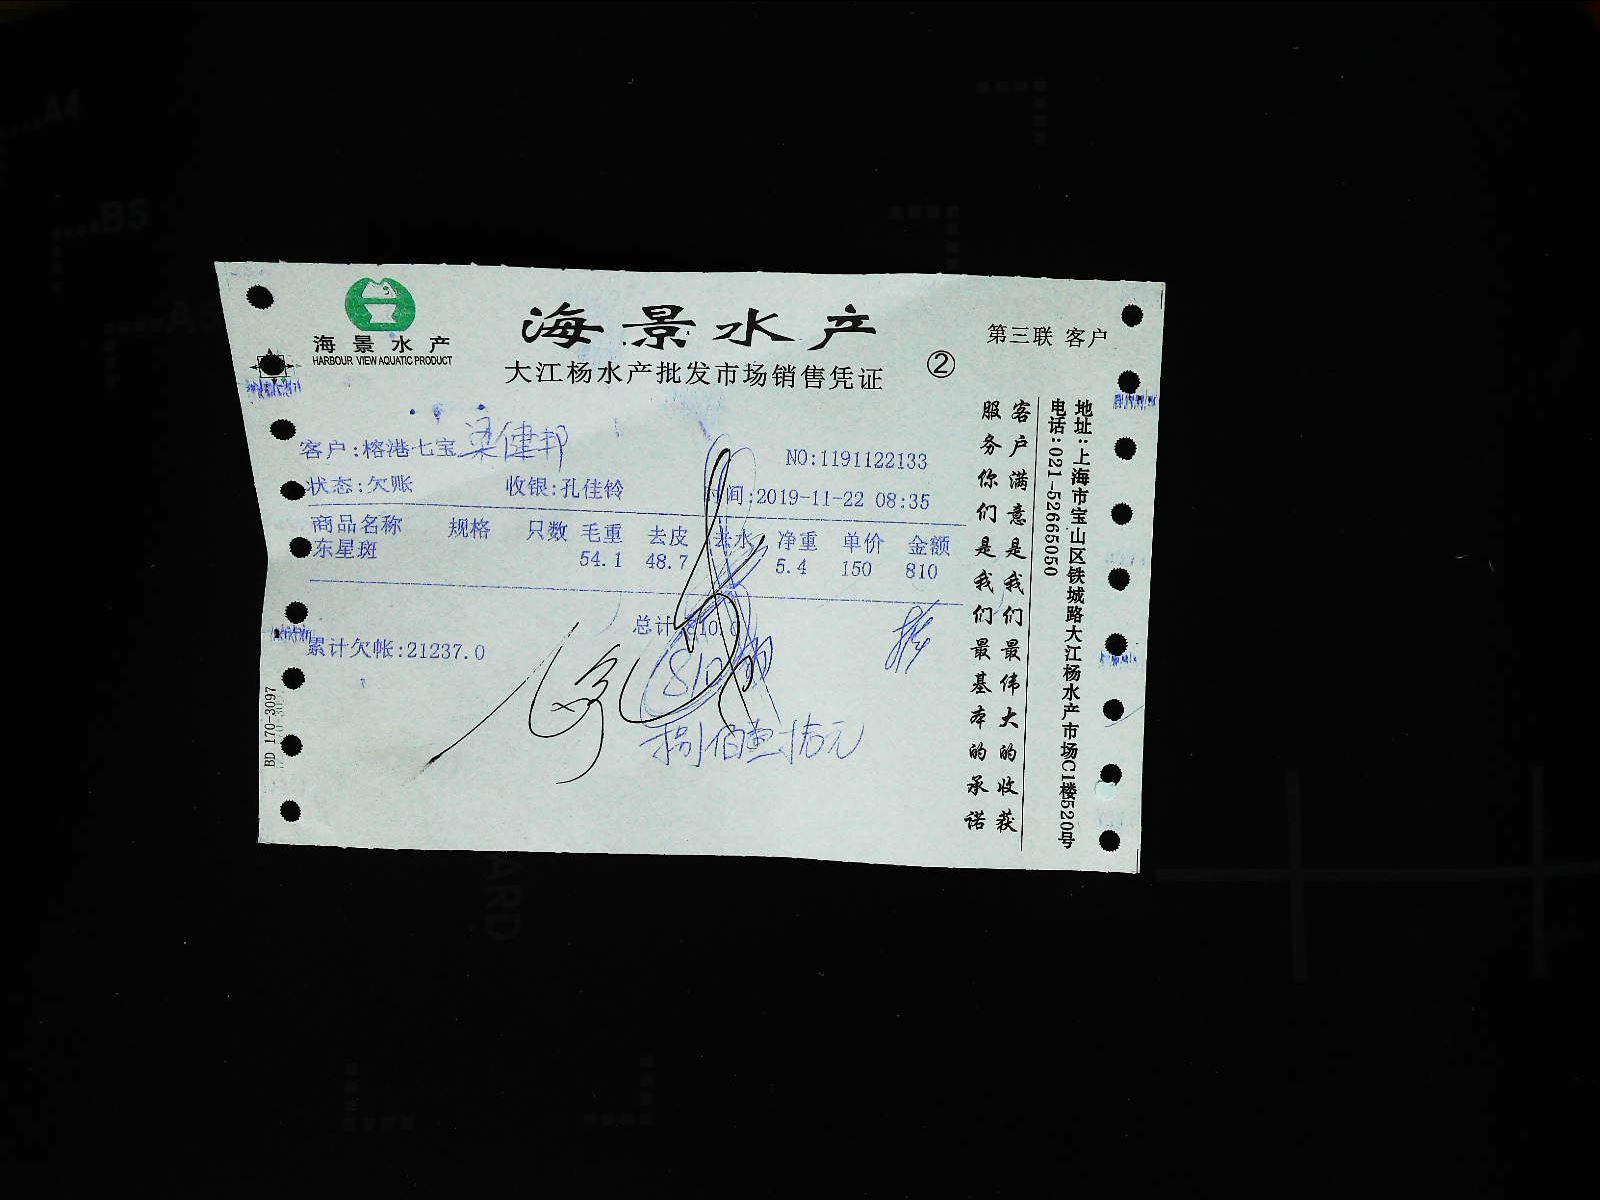 海景水产
HARBOUR VIEW AQUATIC PRODUCT
海景水产
大江杨水产批发市场销售凭证
②
第三联 客户
客户:榕港七宝 梁健邦
NO:1191122133
状态:欠账 收银:孔佳铃 时间:2019-11-22 08:35
商品名称 规格 只数 毛重 去皮 去水 净重 单价 金额
东星斑 54.1 48.7 5.4 150 810
总计:810.0
累计欠帐:21237.0
捌佰壹拾元
客户满意是我们最伟大的收获
服务你们是我们最基本的承诺
地址:上海市宝山区铁城路大江杨水产市场C1楼520号
电话:021-52665050
BD 170-3097
A4
B5